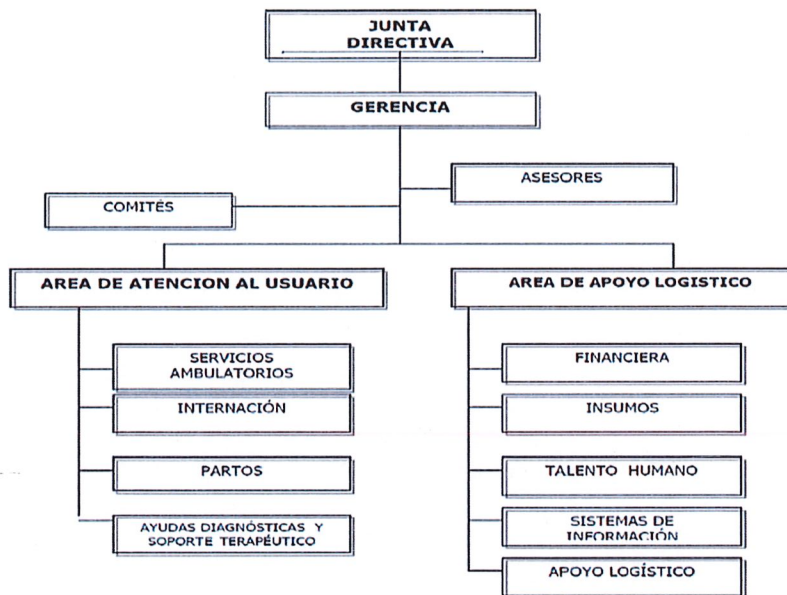 JUNTA
DIRECTIVA
GERENCIA
ASESORES
COMITÉS
AREA DE ATENCION AL USUARIO
AREA DE APOYO LOGISTICO
SERVICIOS
AMBULATORIOS
FINANCIERA
INTERNACIÓN
INSUMOS
PARTOS
TALENTO HUMANO
AYUDAS DIAGNÓSTICAS Y
SOPORTE TERAPÉUTICO
SISTEMAS DE
INFORMACIÓN
APOYO LOGÍSTICO